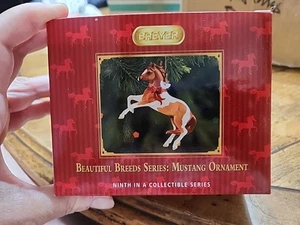 BREYER
BEAUTIFUL BREEDS SERIES: MUSTANG ORNAMENT
NINTH IN A COLLECTIBLE SERIES